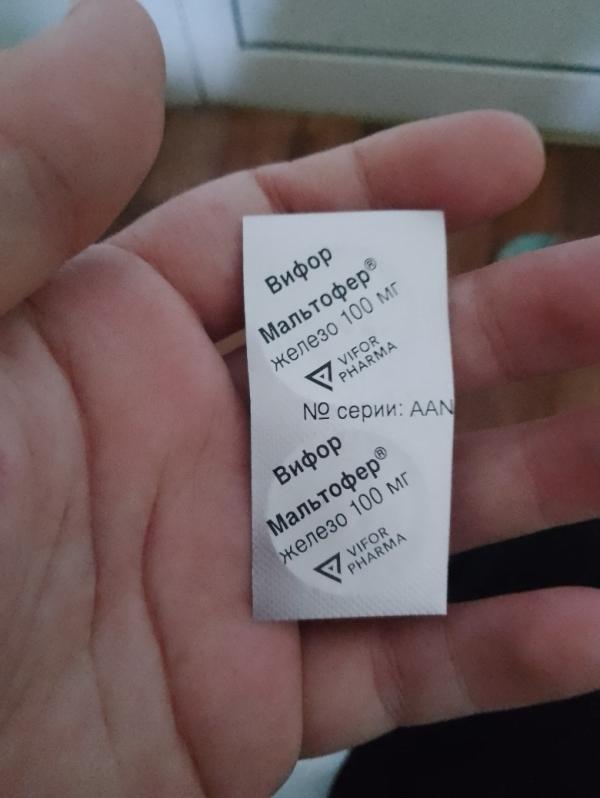 Вифор
Мальтофер®
железо 100 мг
VIFOR
PHARMA
№ серии: AAN
Вифор
Мальтофер®
железо 100 мг
VIFOR
PHARMA